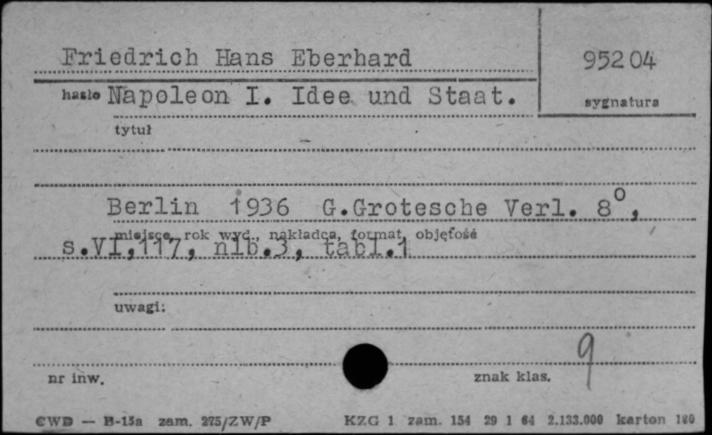 Friedrich Hans Eberhard
95204
hasło Napoleon I. Idee und Staat.
sygnatura
tytuł
Berlin 1936 G.Grotesche Verl. 8°,
miejsce, rok wyd., nakładca, format, objętość
s.VI,117, nlb.3, tabl.1
uwagi:
9
nr inw.
znak klas.
CWD — B-15a zam. 275/ZW/P
KZG 1 zam. 154 29 1 64 2.133.000 karton 180